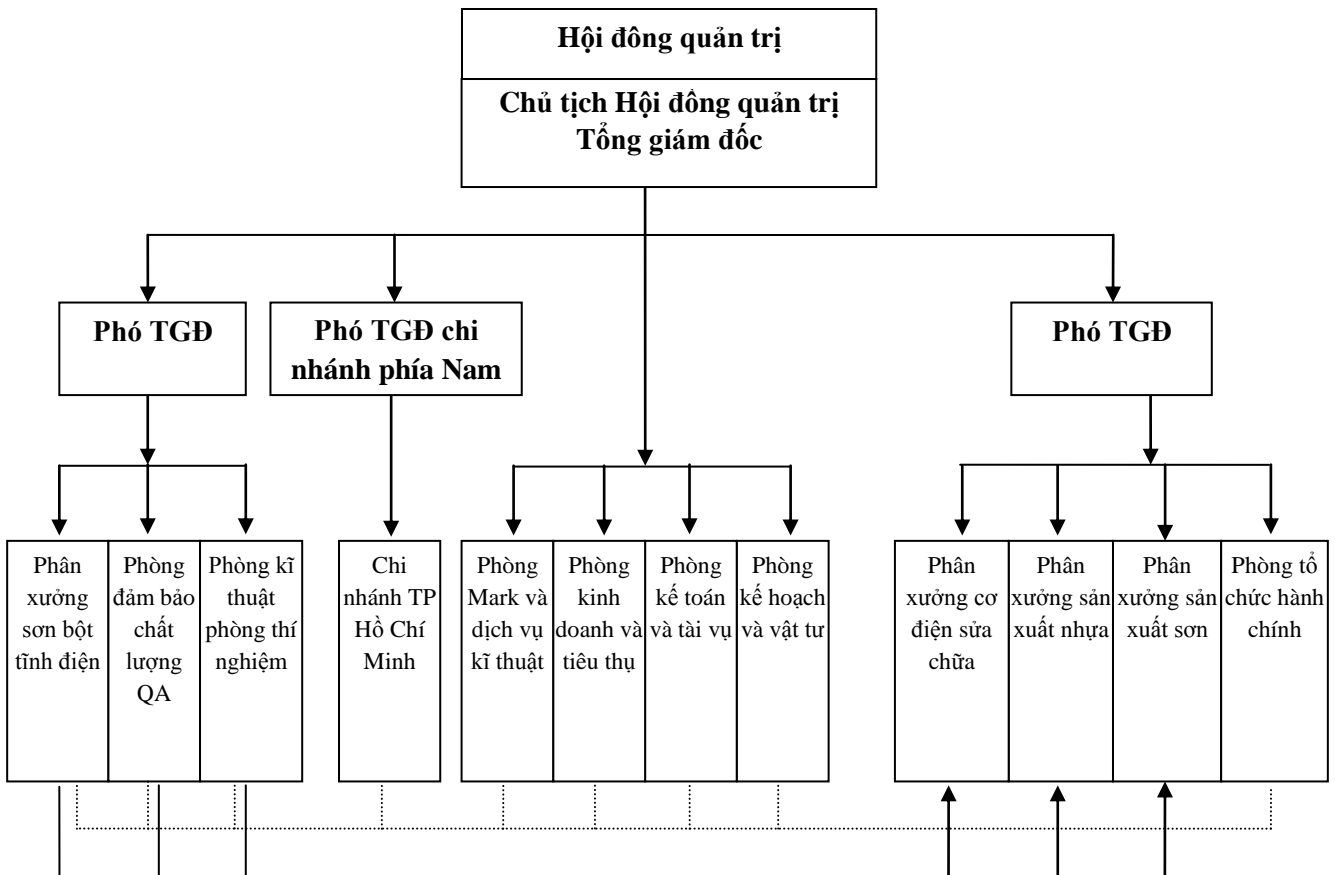 Hội đông quản trị
Chủ tịch Hội đồng quản trị
Tổng giám đốc
Phó TGĐ
Phó TGĐ chi
nhánh phía Nam
Phó TGĐ
Phân
xưởng
sơn bột
tĩnh điện
Phòng
đảm bảo
chất
lượng
QA
Phòng kĩ
thuật
phòng thí
nghiệm
Chi
nhánh TP
Hồ Chí
Minh
Phòng
Mark và
dịch vụ
kĩ thuật
Phòng
kinh
doanh và
tiêu thụ
Phòng
kế toán
và tài vụ
Phòng
kế hoạch
và vật tư
Phân
xưởng cơ
điện sửa
chữa
Phân
xưởng sản
xuất nhựa
Phân
xưởng sản
xuất sơn
Phòng tổ
chức hành
chính